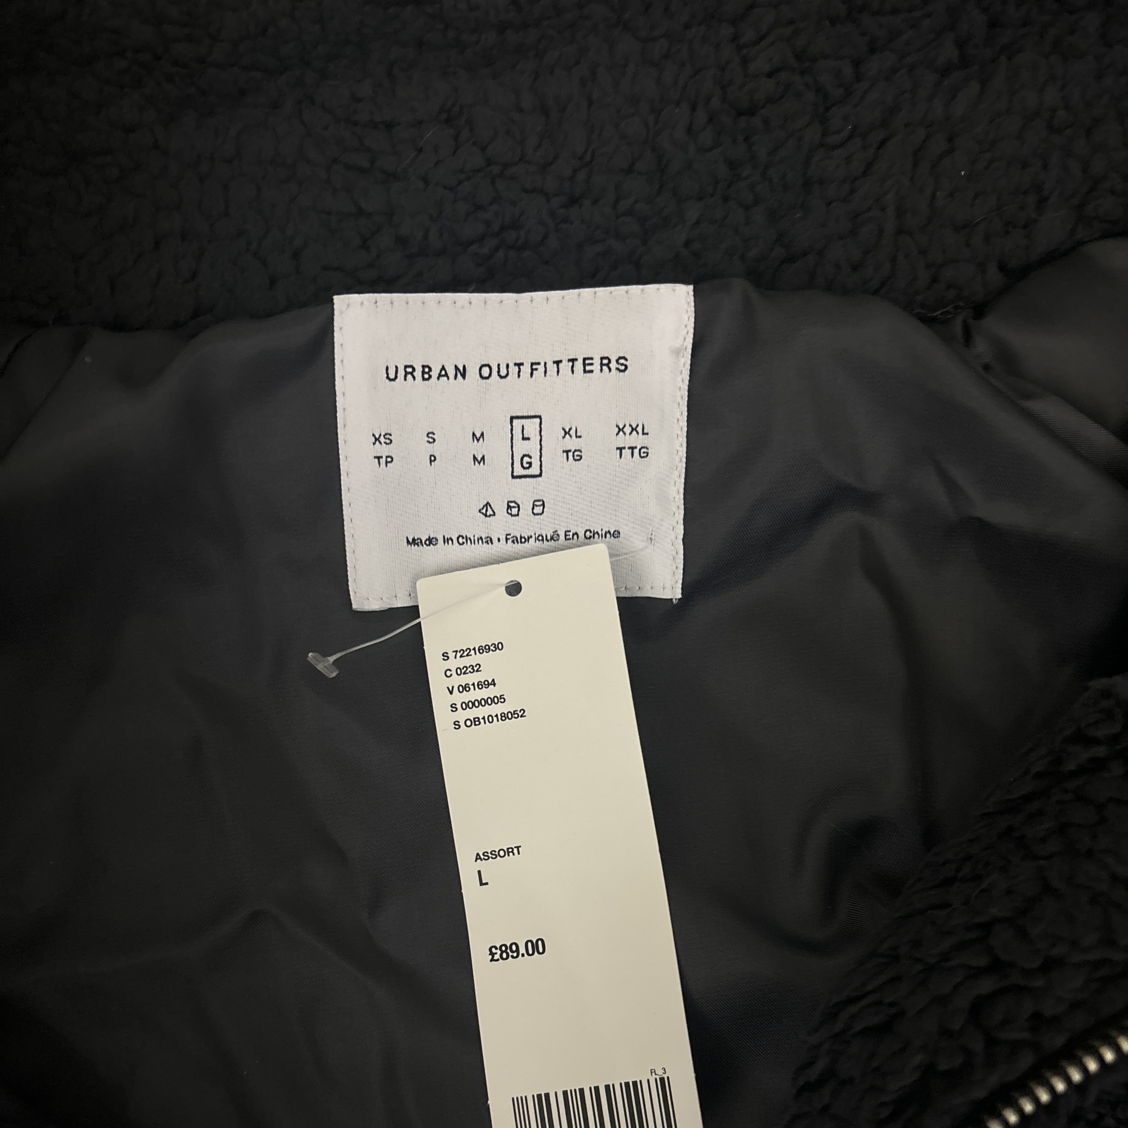 URBAN OUTFITTERS
XS S M L XL XXL
TP P M G TG TTG
Made In China • Fabriqué En Chine
S 72216930
C 0232
V 061694
S 0000005
S OB1018052
ASSORT
L
£89.00
FL_3